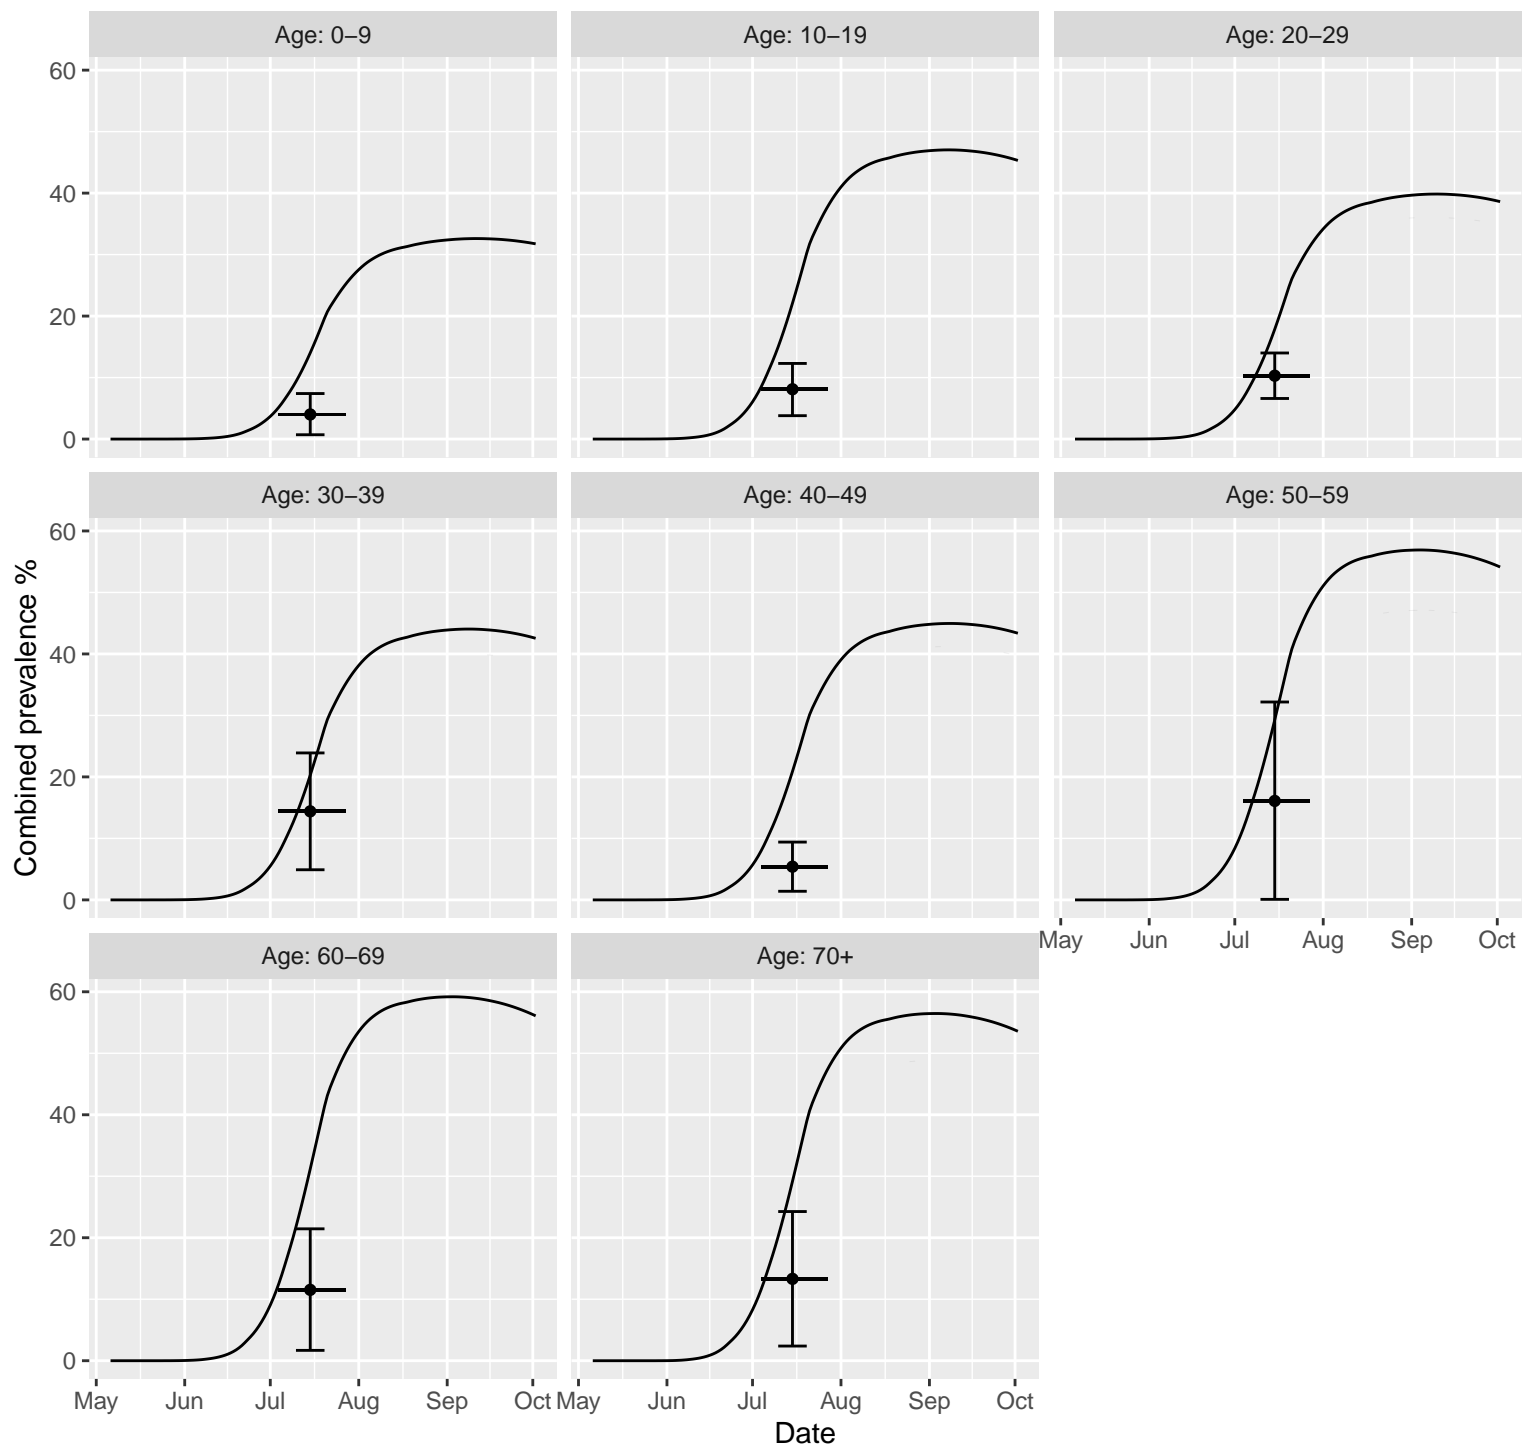 Age: 0–9
Age: 10–19
Age: 20–29
60
40
20
0
Age: 30–39
Age: 40–49
Age: 50–59
60
40
20
0
May Jun Jul Aug Sep Oct
Age: 60–69
Age: 70+
60
40
20
0
May Jun Jul Aug Sep Oct
May Jun Jul Aug Sep Oct
Combined prevalence %
Date